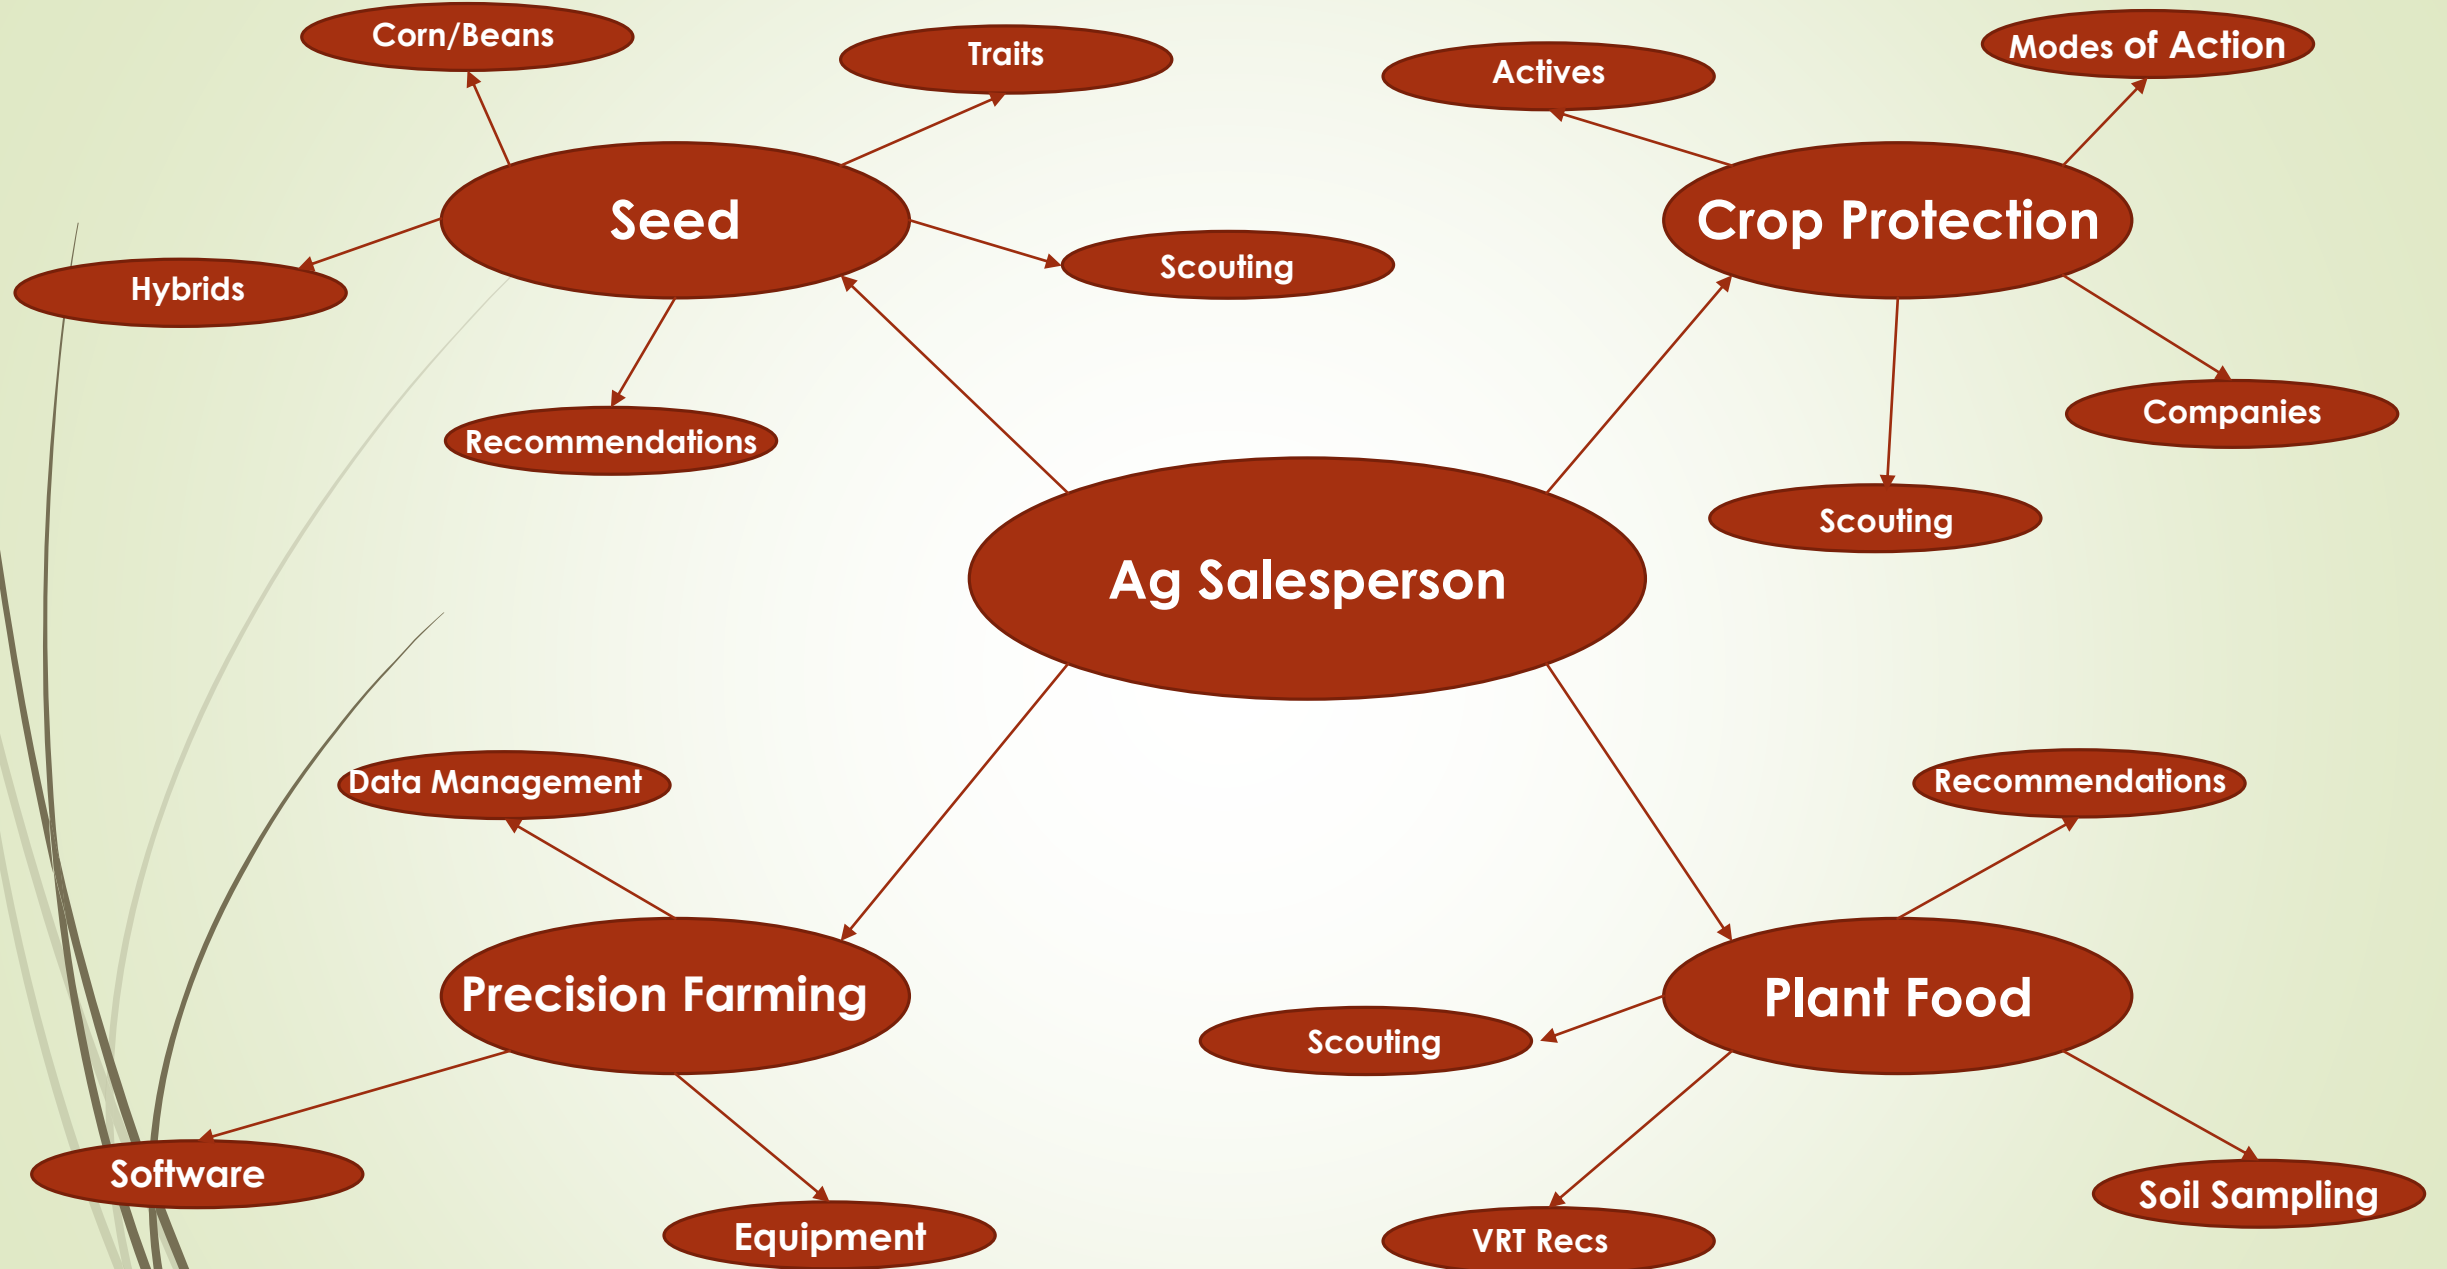 Corn/Beans
Traits
Actives
Modes of Action
Seed
Crop Protection
Hybrids
Scouting
Recommendations
Companies
Scouting
Ag Salesperson
Data Management
Recommendations
Precision Farming
Plant Food
Scouting
Software
Equipment
VRT Recs
Soil Sampling